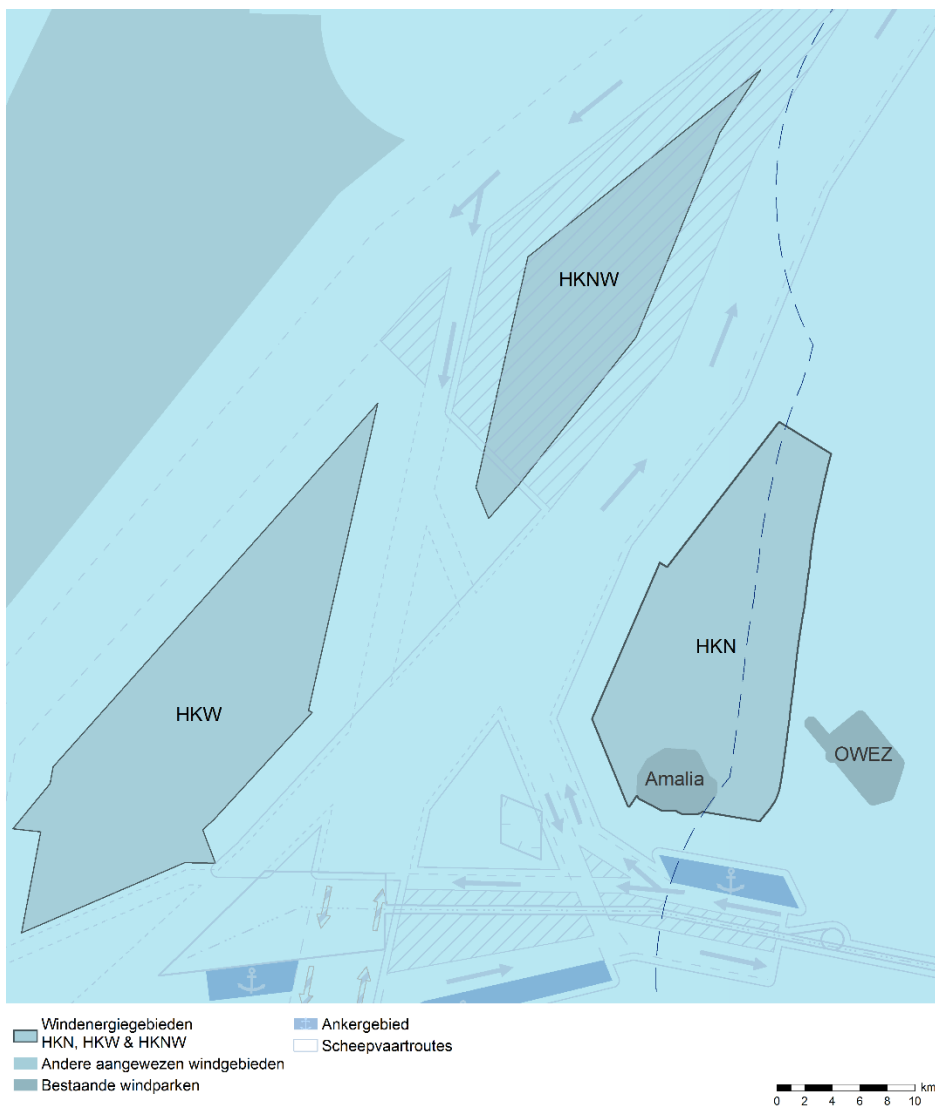 HKNW
HKN
HKW
Amalia
OWEZ
Windenergiegebieden
HKN, HKW & HKNW
Andere aangewezen windgebieden
Bestaande windparken
Ankergebied
Scheepvaartroutes
km
0 2 4 6 8 10